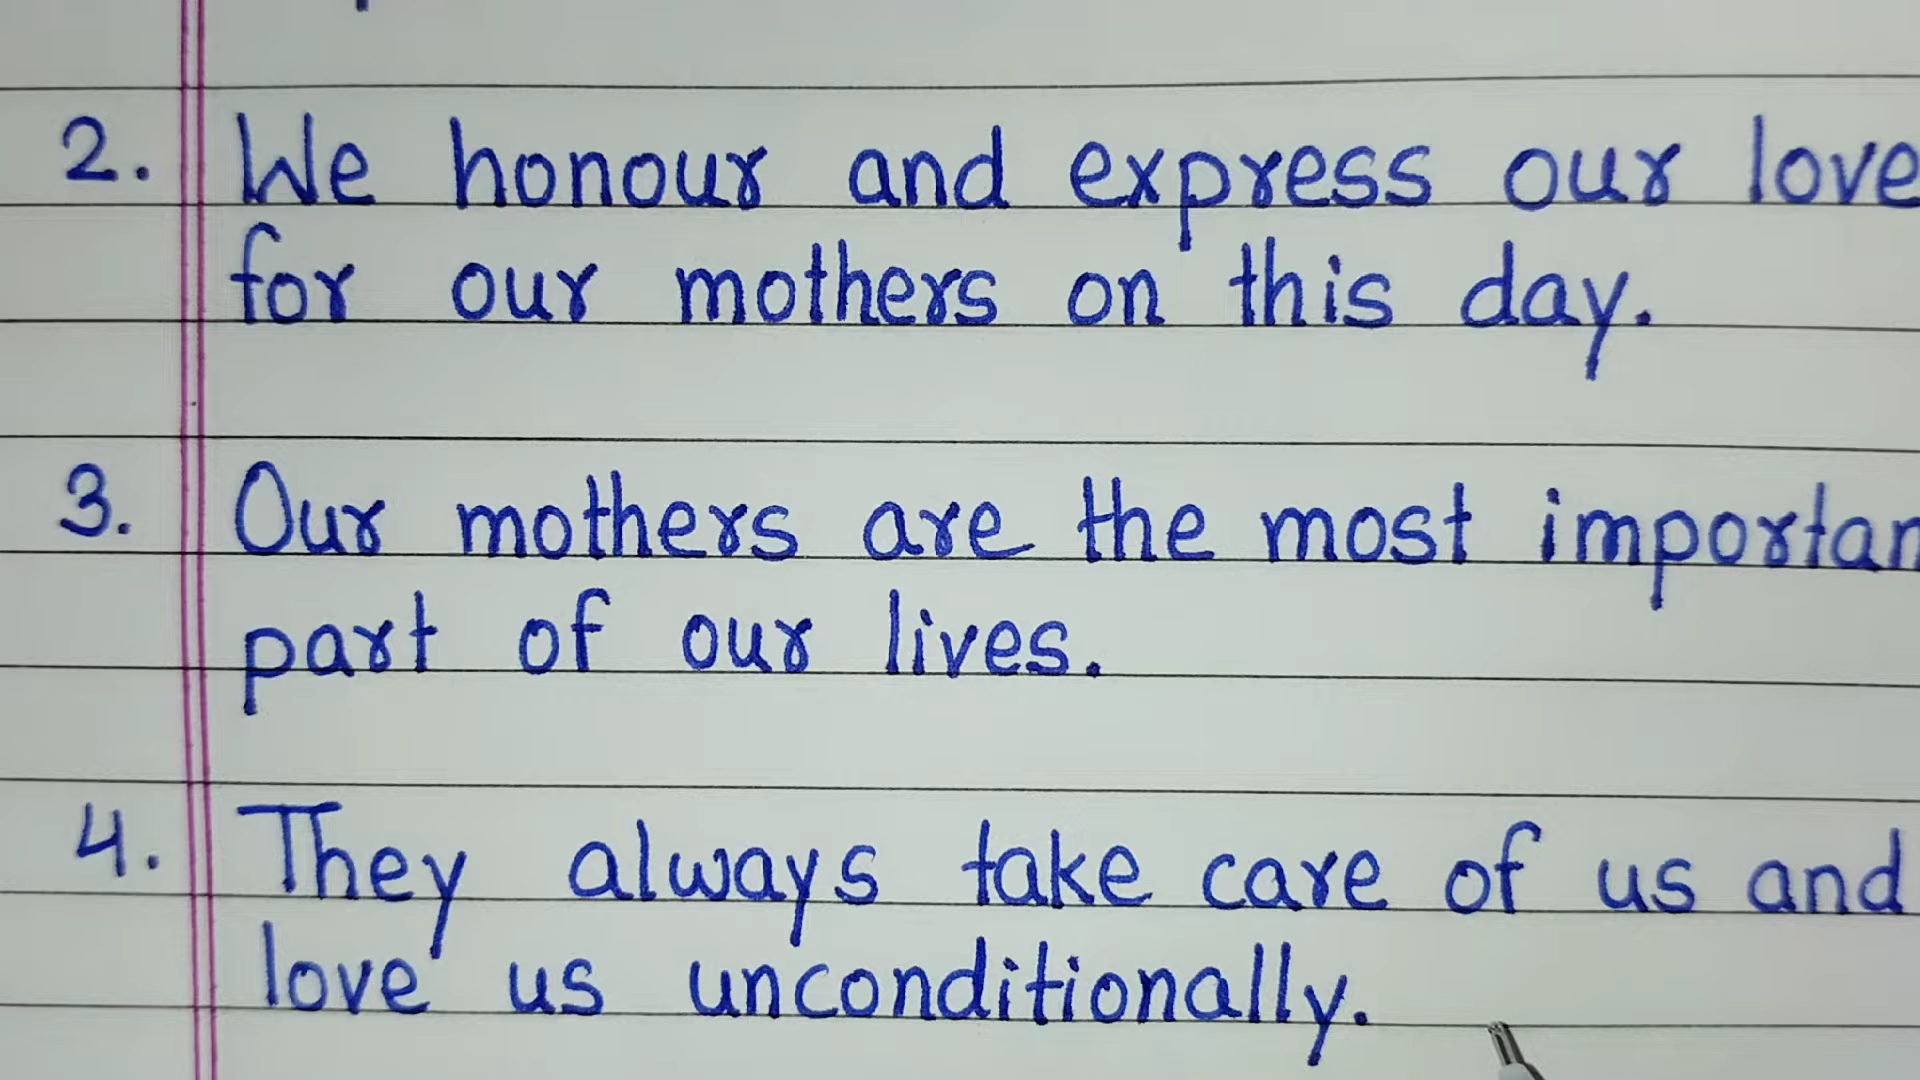 2. We honour and express our love
for our mothers on this day.
3. Our mothers are the most importan
part of our lives.
4. They always take care of us and
love us unconditionally.